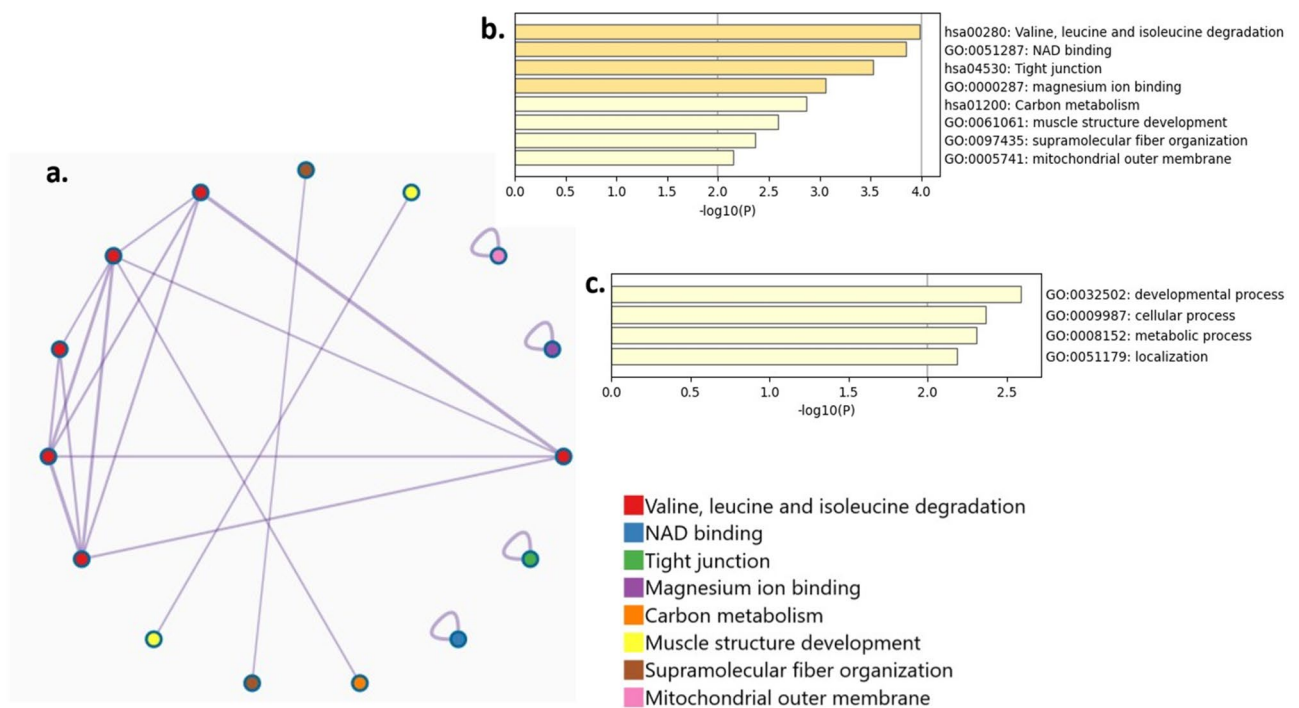 b.
hsa00280: Valine, leucine and isoleucine degradation
GO:0051287: NAD binding
hsa04530: Tight junction
GO:0000287: magnesium ion binding
hsa01200: Carbon metabolism
GO:0061061: muscle structure development
GO:0097435: supramolecular fiber organization
GO:0005741: mitochondrial outer membrane
0.0 0.5 1.0 1.5 2.0 2.5 3.0 3.5 4.0
-log10(P)
a.
c.
GO:0032502: developmental process
GO:0009987: cellular process
GO:0008152: metabolic process
GO:0051179: localization
0.0 0.5 1.0 1.5 2.0 2.5
-log10(P)
Valine, leucine and isoleucine degradation
NAD binding
Tight junction
Magnesium ion binding
Carbon metabolism
Muscle structure development
Supramolecular fiber organization
Mitochondrial outer membrane